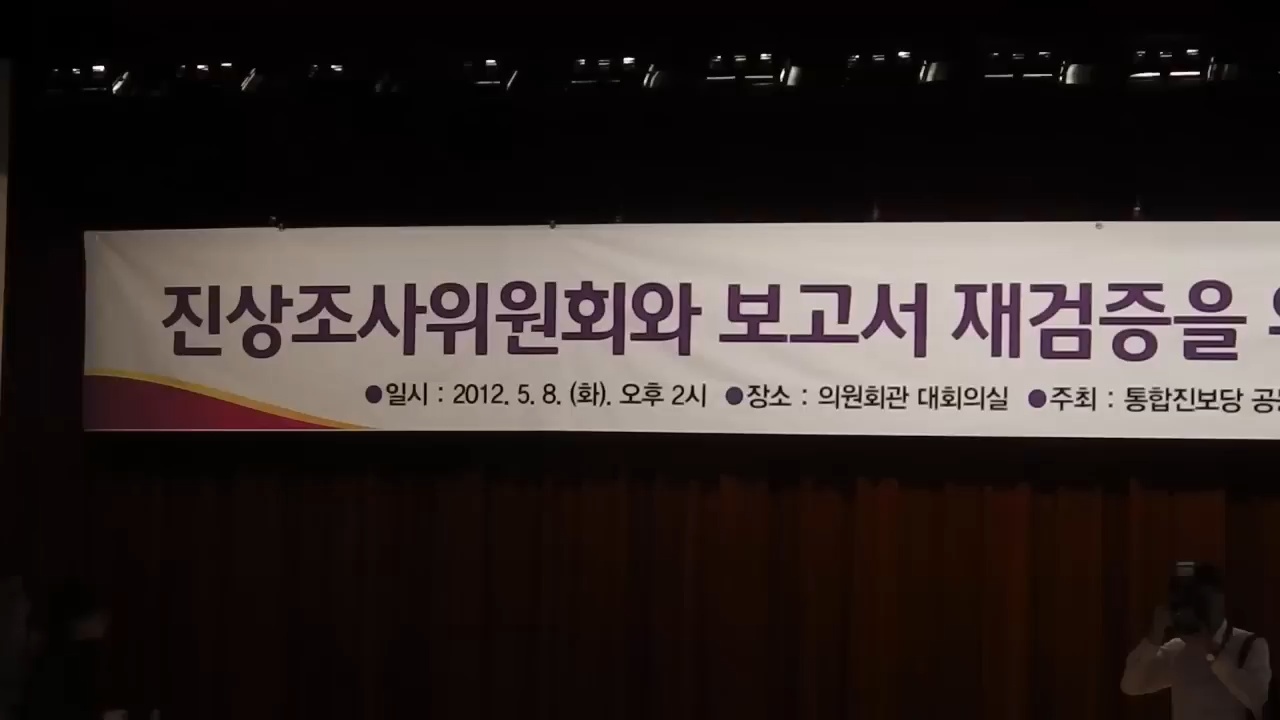 진상조사위원회와 보고서 재검증을
●일시 : 2012. 5. 8. (화). 오후 2시 ●장소 : 의원회관 대회의실 ●주최 : 통합진보당